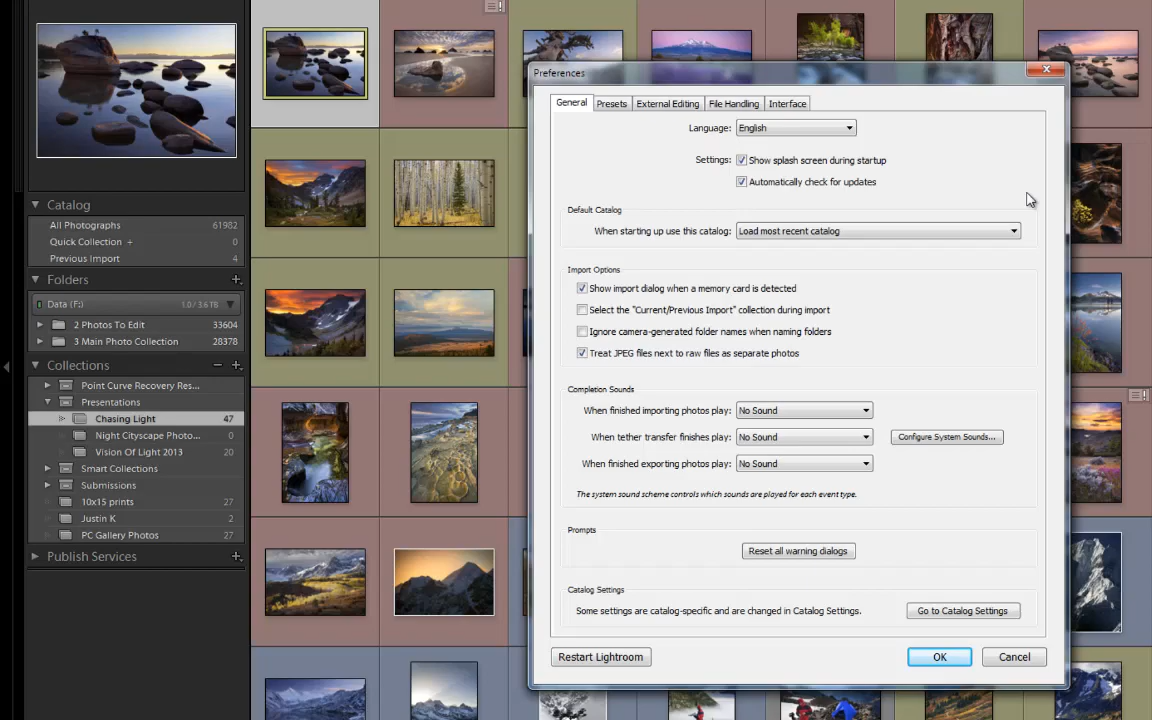 Preferences
General Presets External Editing File Handling Interface
Language: English
Settings: Show splash screen during startup
Automatically check for updates
Default Catalog
When starting up use this catalog: Load most recent catalog
Import Options
Show import dialog when a memory card is detected
Select the "Current/Previous Import" collection during import
Ignore camera-generated folder names when naming folders
Treat JPEG files next to raw files as separate photos
Completion Sounds
When finished importing photos play: No Sound
When tether transfer finishes play: No Sound Configure System Sounds...
When finished exporting photos play: No Sound
The system sound scheme controls which sounds are played for each event type.
Prompts
Reset all warning dialogs
Catalog Settings
Some settings are catalog-specific and are changed in Catalog Settings. Go to Catalog Settings
Restart Lightroom OK Cancel
Catalog
All Photographs 61982
Quick Collection + 0
Previous Import 4
Folders +
Data (F:) 1.0 / 3.6 TB
2 Photos To Edit 33604
3 Main Photo Collection 28378
Collections − +
Point Curve Recovery Res...
Presentations
Chasing Light 47
Night Cityscape Photo... 0
Vision Of Light 2013 20
Smart Collections
Submissions
10x15 prints 27
Justin K 2
PC Gallery Photos 27
Publish Services +